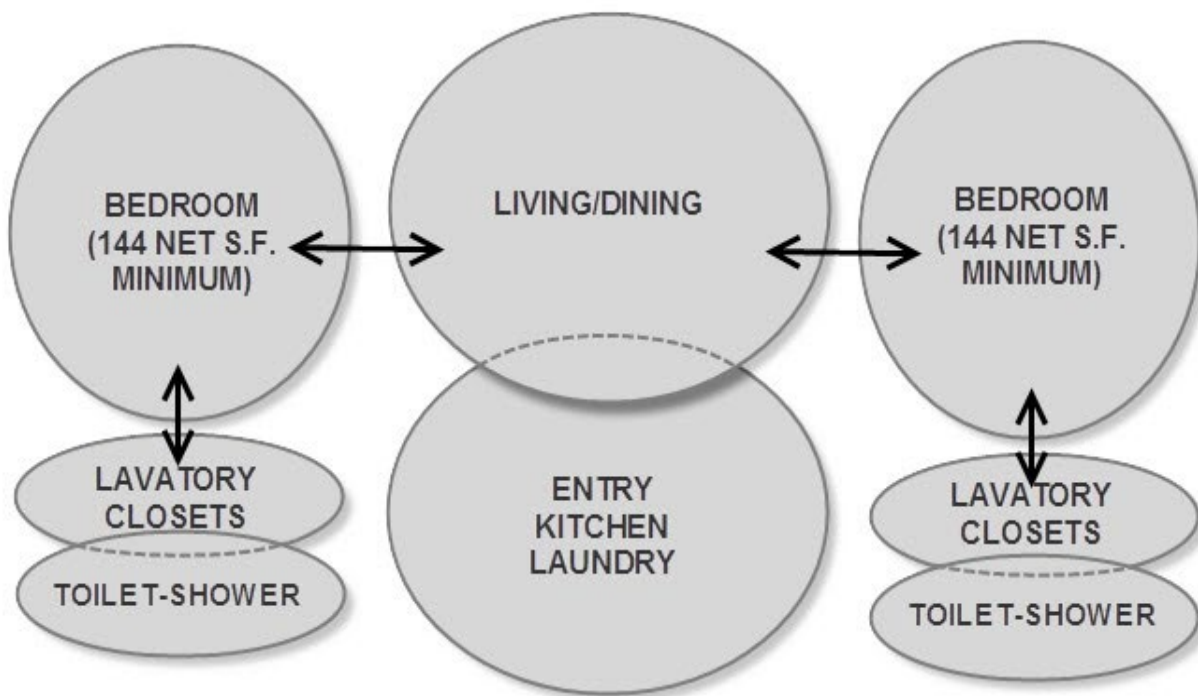 BEDROOM
(144 NET S.F.
MINIMUM)
LIVING/DINING
BEDROOM
(144 NET S.F.
MINIMUM)
LAVATORY
CLOSETS
TOILET-SHOWER
ENTRY
KITCHEN
LAUNDRY
LAVATORY
CLOSETS
TOILET-SHOWER